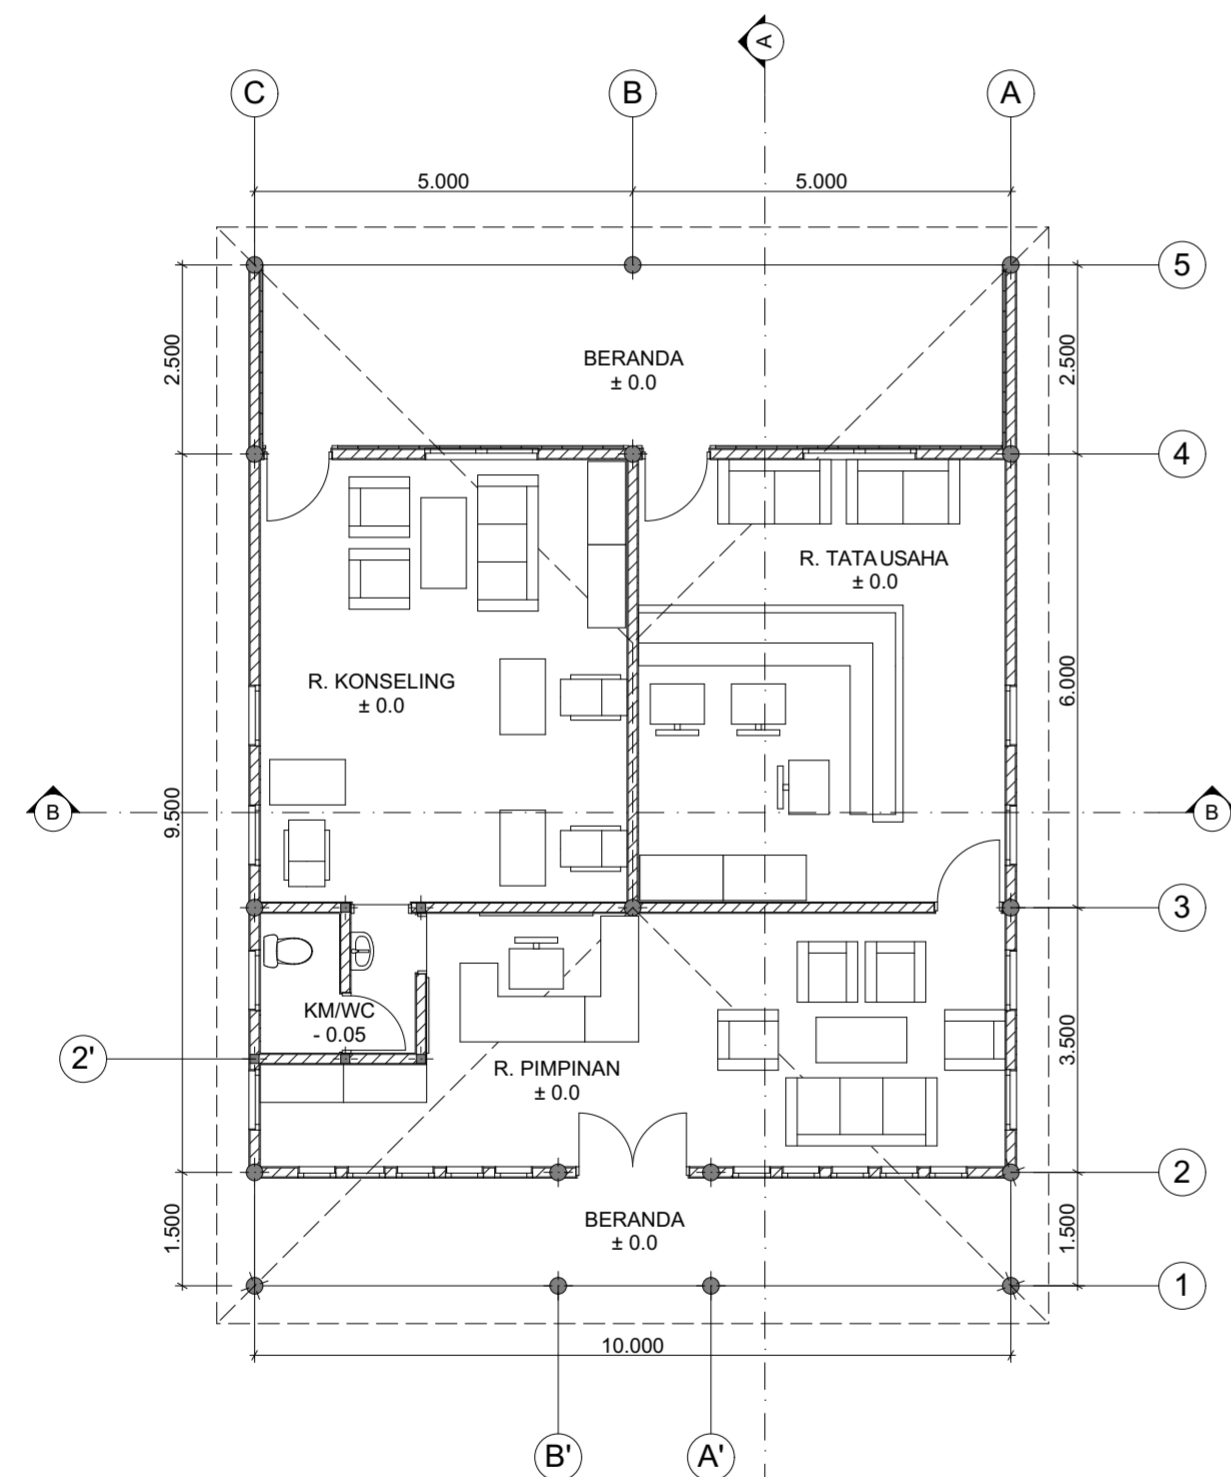 A
C
B
A
5.000
5.000
5
2.500
2.500
BERANDA
± 0.0
4
R. TATA USAHA
± 0.0
R. KONSELING
± 0.0
6.000
9.500
B
B
3
KM/WC
- 0.05
3.500
2'
R. PIMPINAN
± 0.0
2
BERANDA
± 0.0
1.500
1.500
1
10.000
B'
A'